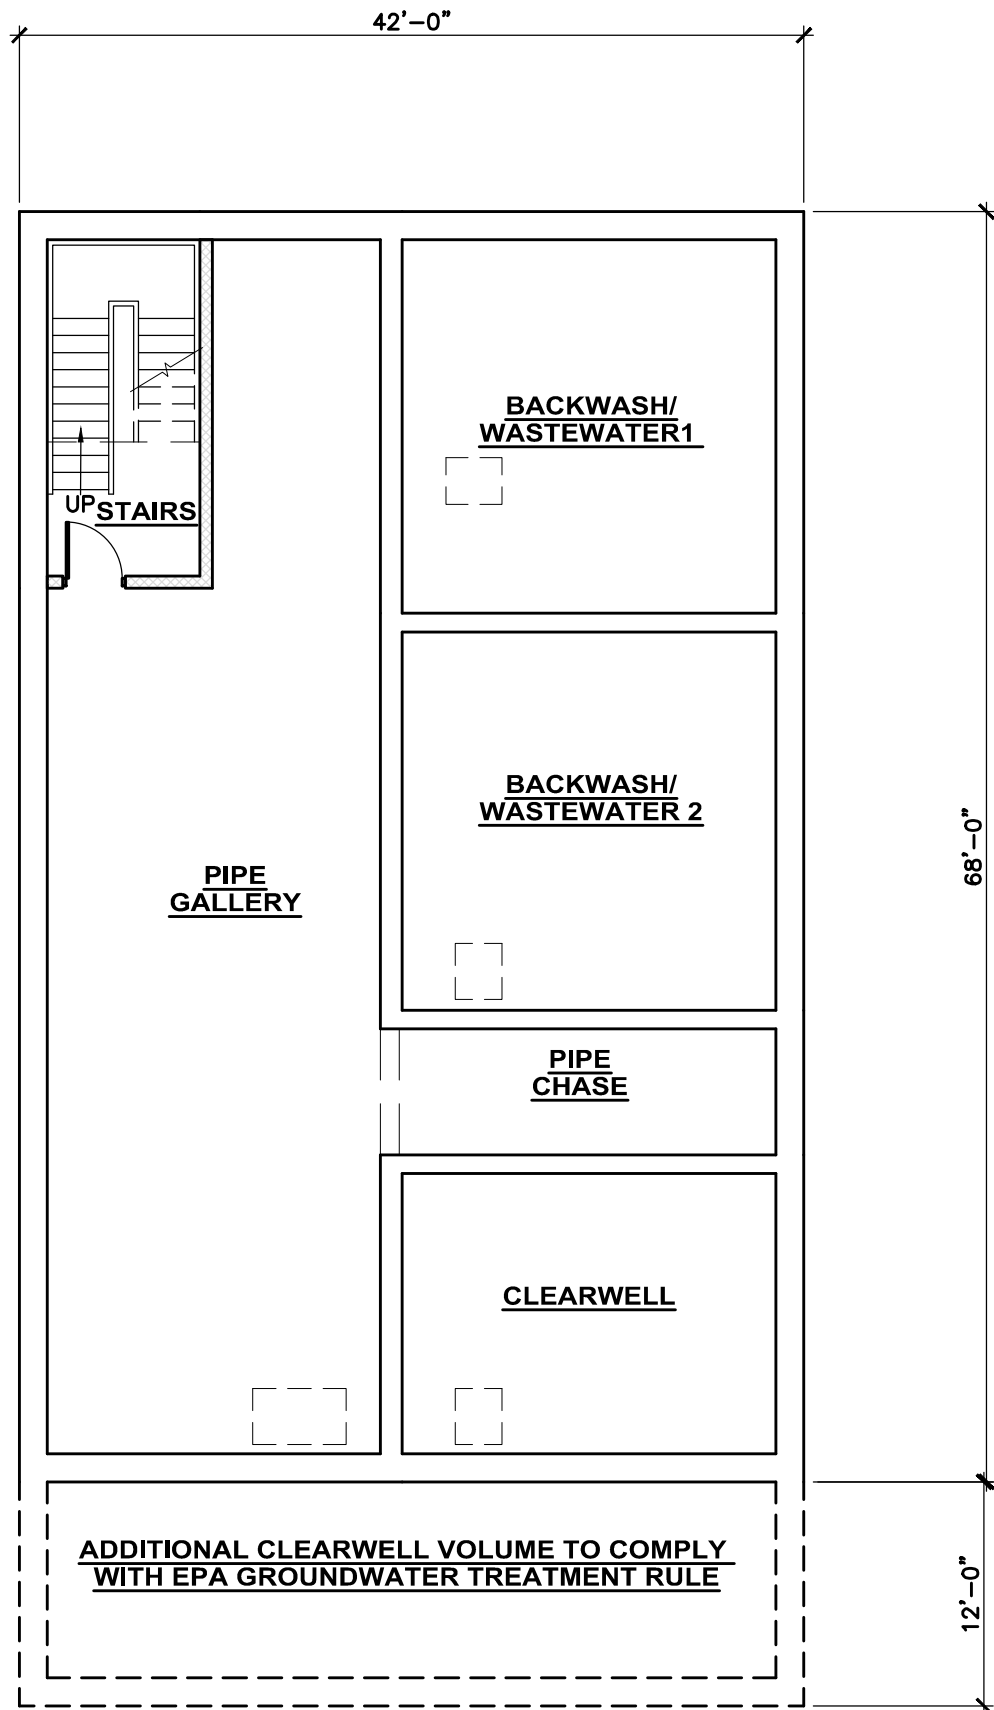 42'-0"
BACKWASH/
WASTEWATER1
UP
STAIRS
BACKWASH/
WASTEWATER 2
68'-0"
PIPE
GALLERY
PIPE
CHASE
CLEARWELL
ADDITIONAL CLEARWELL VOLUME TO COMPLY
WITH EPA GROUNDWATER TREATMENT RULE
12'-0"